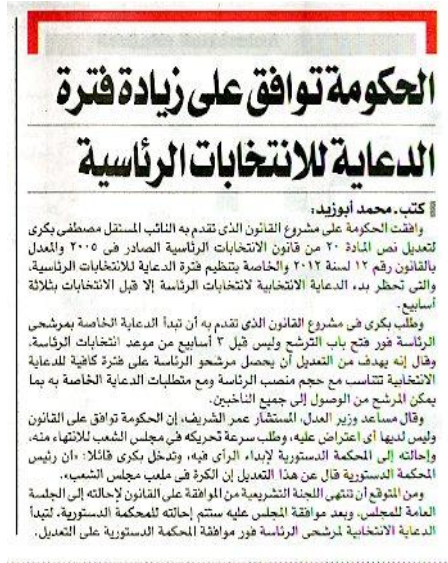 الحكومة توافق على زيادة فترة
الدعاية للانتخابات الرئاسية
كتب ـ محمد أبوزيد:
وافقت الحكومة على مشروع القانون الذى تقدم به النائب المستقل مصطفى بكرى
لتعديل نص المادة ٢٠ من قانون الانتخابات الرئاسية الصادر فى ٢٠٠٥ والمعدل
بالقانون رقم ١٢ لسنة ٢٠١٢ والخاصة بتنظيم فترة الدعاية للانتخابات الرئاسية،
والتى تحظر بدء الدعاية الانتخابية لانتخابات الرئاسة إلا قبل الانتخابات بثلاثة
أسابيع.
وطلب بكرى فى مشروع القانون الذى تقدم به أن تبدأ الدعاية الخاصة بمرشحى
الرئاسة فور فتح باب الترشح وليس قبل ٣ أسابيع من موعد انتخابات الرئاسة،
وقال إنه يهدف من التعديل أن يحصل مرشحو الرئاسة على فترة كافية للدعاية
الانتخابية تتناسب مع حجم منصب الرئاسة ومع متطلبات الدعاية الخاصة به بما
يمكن المرشح من الوصول إلى جميع الناخبين.
وقال مساعد وزير العدل، المستشار عمر الشريف، إن الحكومة توافق على القانون
وليس لديها أى اعتراض عليه، وطلب سرعة تحريكه فى مجلس الشعب للانتهاء منه،
وإحالته إلى المحكمة الدستورية لإبداء الرأى فيه، وتدخل بكرى قائلا: «ان رئيس
المحكمة الدستورية قال عن هذا التعديل إن الكرة فى ملعب مجلس الشعب».
ومن المتوقع أن تنتهى اللجنة التشريعية من الموافقة على القانون لإحالته إلى الجلسة
العامة للمجلس، وبعد موافقة المجلس عليه ستتم إحالته للمحكمة الدستورية، لتبدأ
الدعاية الانتخابية لمرشحى الرئاسة فور موافقة المحكمة الدستورية على التعديل.